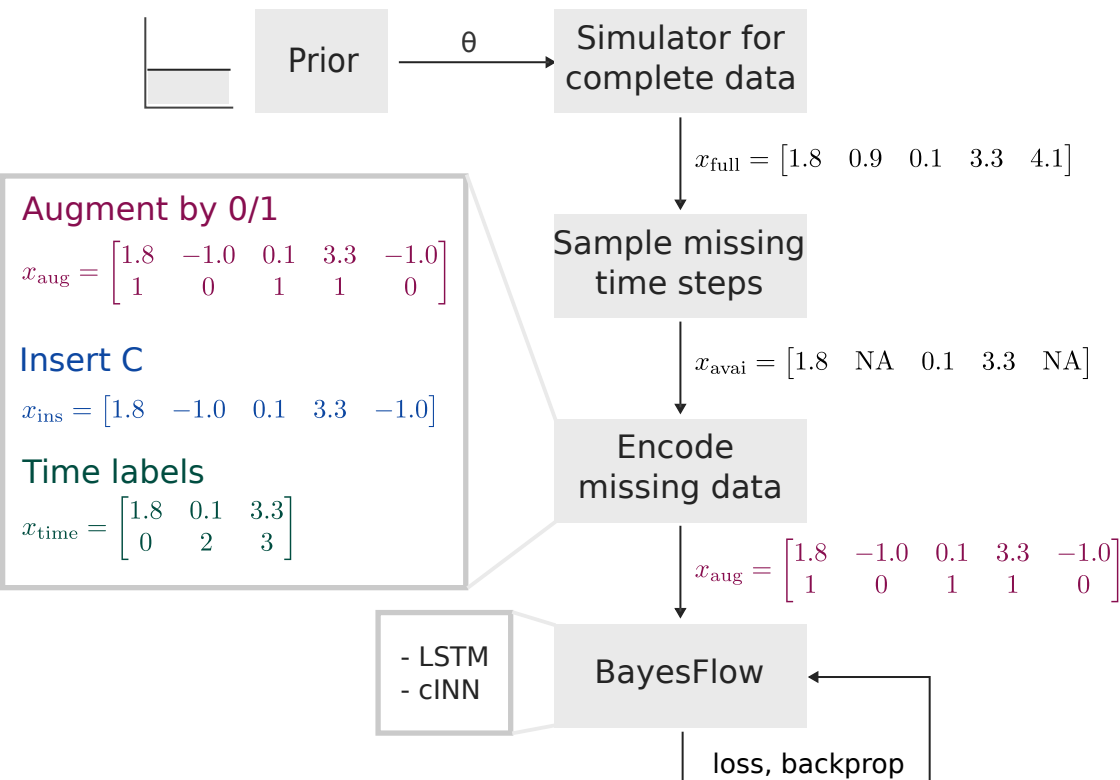 Prior
θ
Simulator for
complete data
x_full = [1.8 0.9 0.1 3.3 4.1]
Sample missing
time steps
x_avai = [1.8 NA 0.1 3.3 NA]
Encode
missing data
Augment by 0/1
x_aug = [1.8 −1.0 0.1 3.3 −1.0
1 0 1 1 0]
Insert C
x_ins = [1.8 −1.0 0.1 3.3 −1.0]
Time labels
x_time = [1.8 0.1 3.3
0 2 3]
x_aug = [1.8 −1.0 0.1 3.3 −1.0
1 0 1 1 0]
BayesFlow
- LSTM
- cINN
loss, backprop